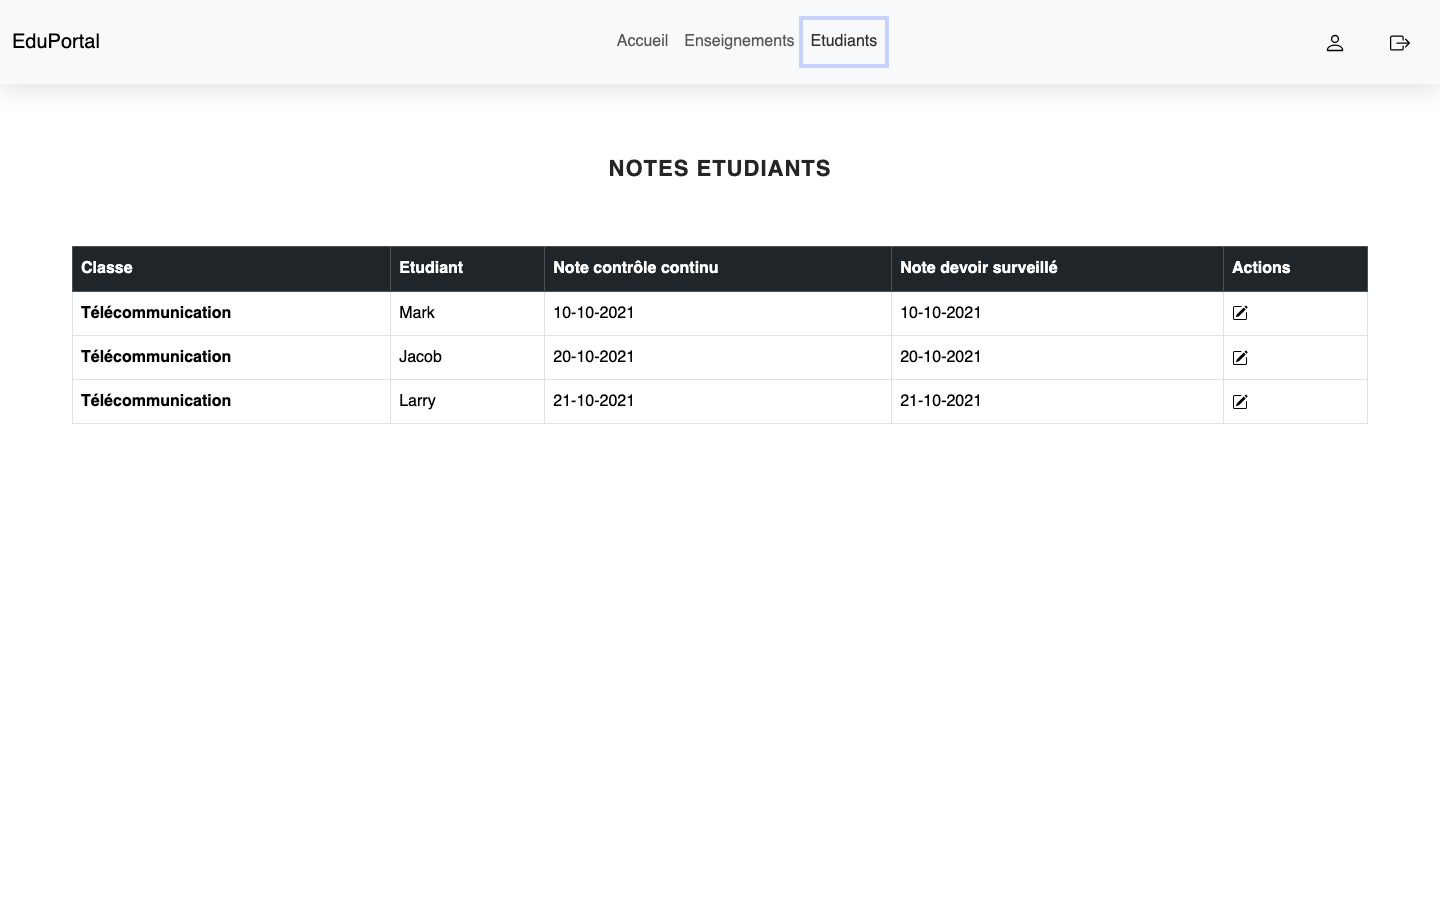 EduPortal
Accueil Enseignements Etudiants
NOTES ETUDIANTS
Classe Etudiant Note contrôle continu Note devoir surveillé Actions
Télécommunication Mark 10-10-2021 10-10-2021
Télécommunication Jacob 20-10-2021 20-10-2021
Télécommunication Larry 21-10-2021 21-10-2021